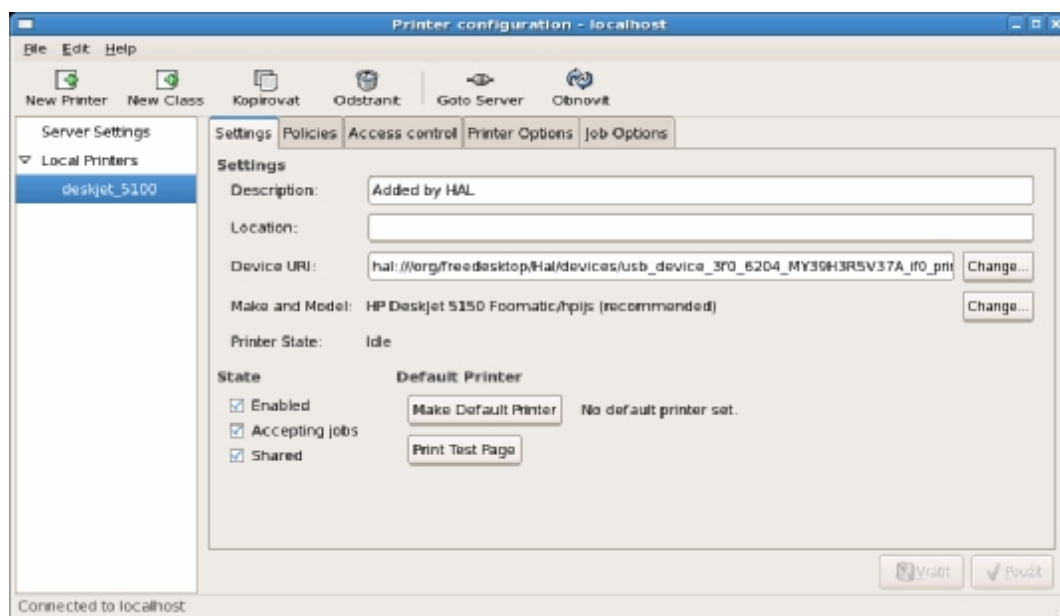 Printer configuration - localhost
File Edit Help
New Printer New Class Kopírovat Odstranit Goto Server Obnovit
Server Settings
Local Printers
deskjet_5100
Settings Policies Access control Printer Options Job Options
Settings
Description: Added by HAL
Location:
Device URI: hal:///org/freedesktop/Hal/devices/usb_device_3f0_6204_MY39H3R5V37A_if0_prin Change...
Make and Model: HP DeskJet 5150 Foomatic/hpijs (recommended) Change...
Printer State: Idle
State Default Printer
Enabled Make Default Printer No default printer set.
Accepting jobs
Shared Print Test Page
Vrátit Použít
Connected to localhost